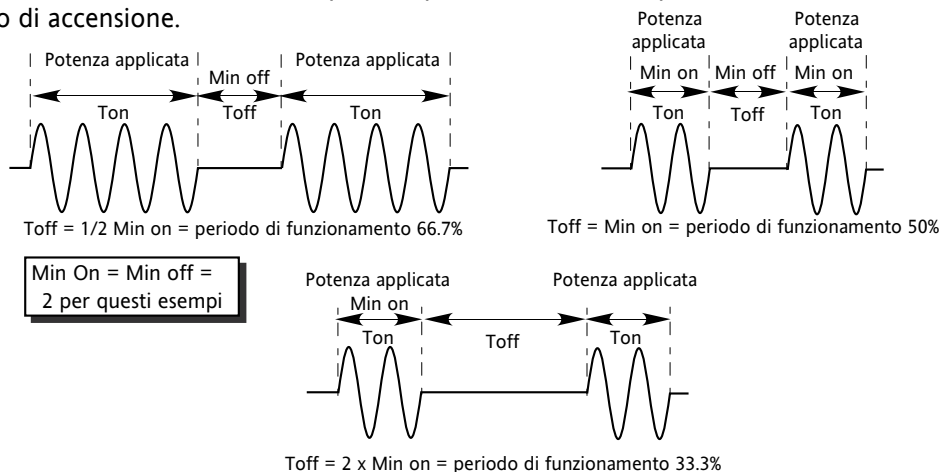 o di accensione.
Potenza applicata
Potenza applicata
Min off
Ton
Toff
Ton
Toff = 1/2 Min on = periodo di funzionamento 66.7%
Potenza
applicata
Potenza
applicata
Min on
Min off
Min on
Ton
Toff
Ton
Toff = Min on = periodo di funzionamento 50%
Min On = Min off =
2 per questi esempi
Potenza applicata
Potenza applicata
Min on
Ton
Toff
Ton
Toff = 2 x Min on = periodo di funzionamento 33.3%